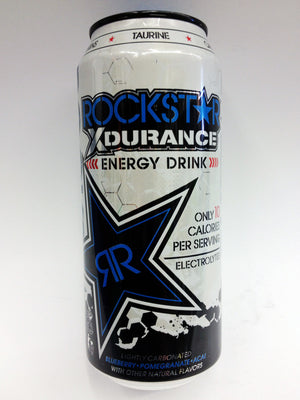 TAURINE
ROCKST★R
XDURANCE
ENERGY DRINK
ONLY 10
CALORIES
PER SERVING
ELECTROLYTES
RR
LIGHTLY CARBONATED
BLUEBERRY•POMEGRANATE•ACAI
WITH OTHER NATURAL FLAVORS